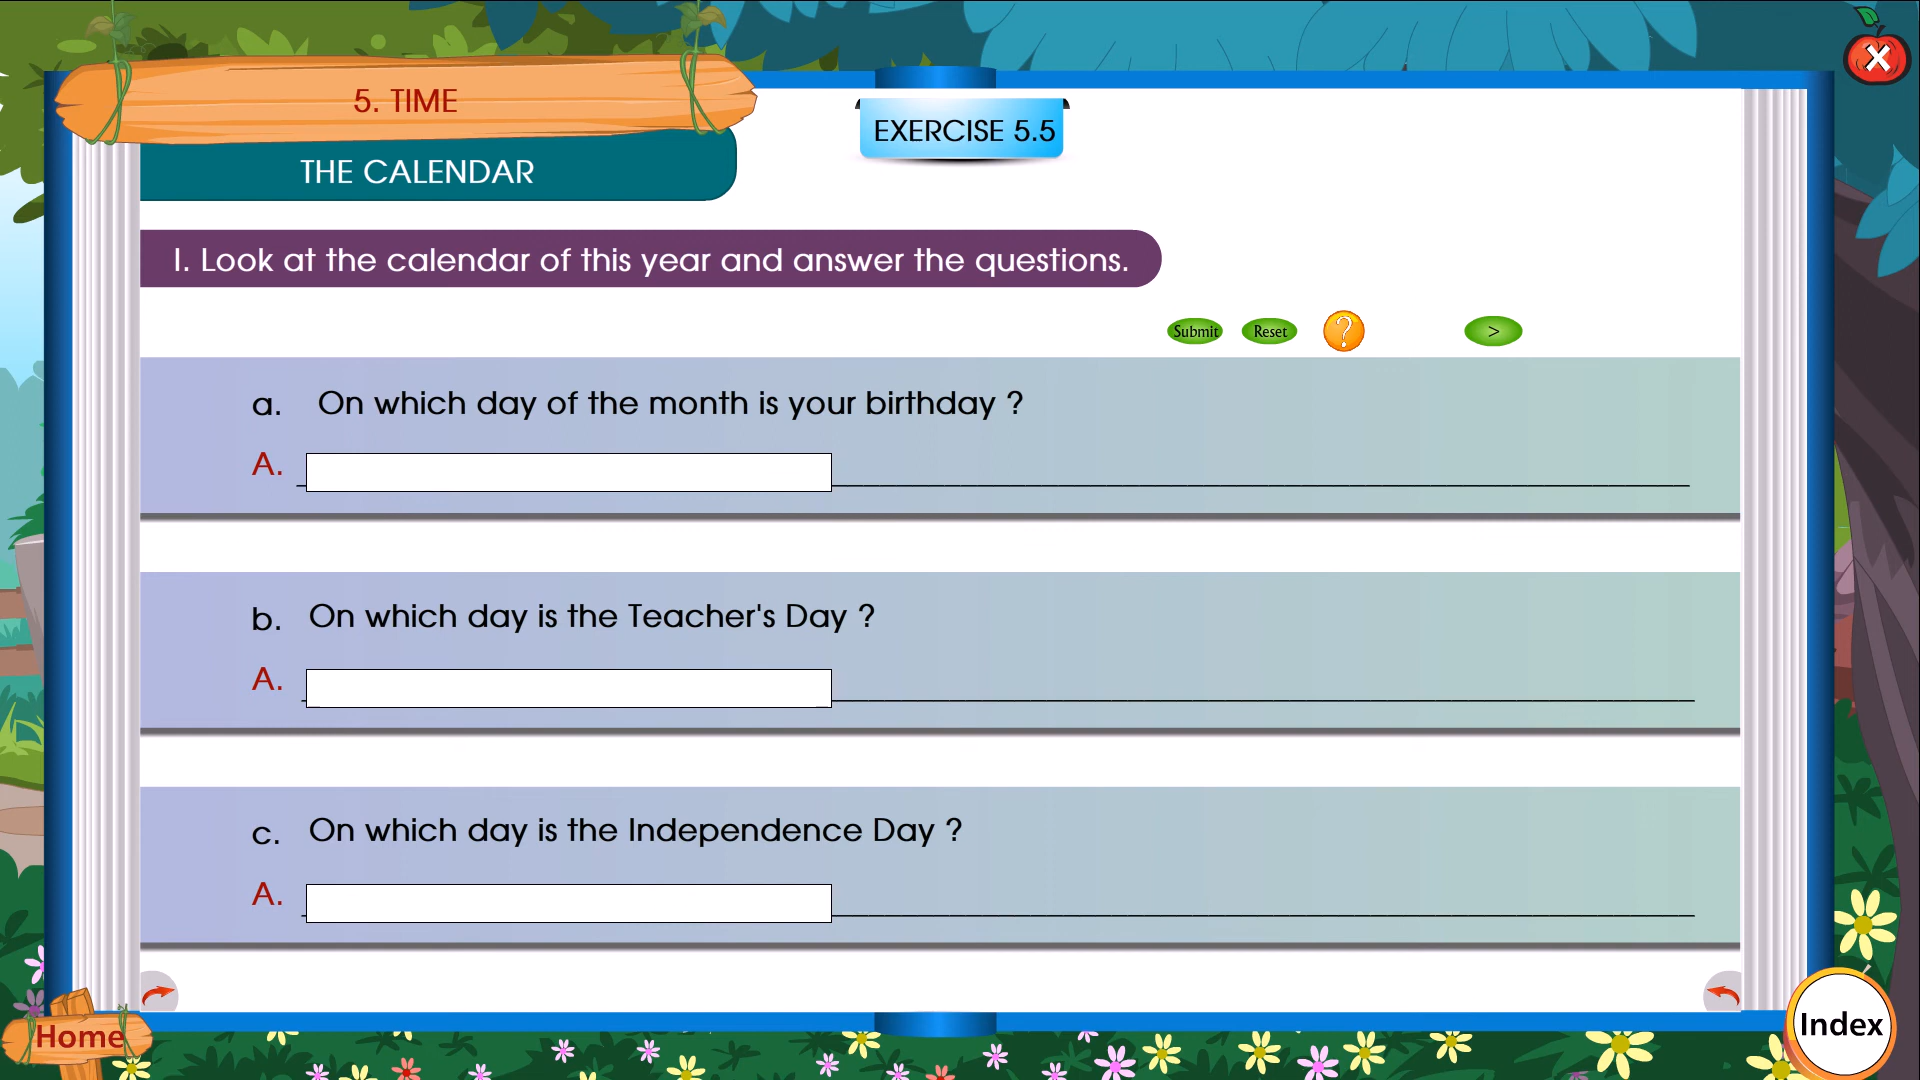 5. TIME
EXERCISE 5.5
THE CALENDAR
I. Look at the calendar of this year and answer the questions.
Submit Reset ? >
a. On which day of the month is your birthday ?
A.
b. On which day is the Teacher's Day ?
A.
c. On which day is the Independence Day ?
A.
Home
Index